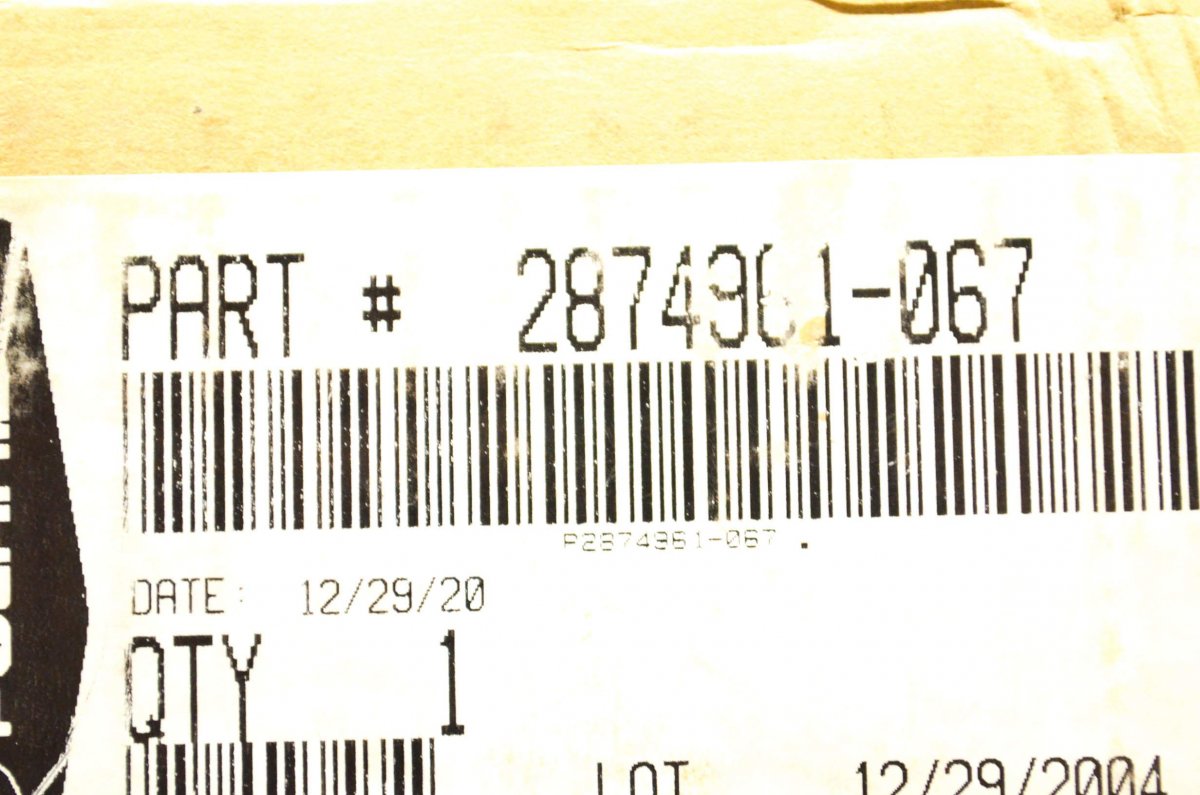 PART # 2874961-067
P2874961-067
DATE: 12/29/20
QTY 1
LOT 12/29/2004